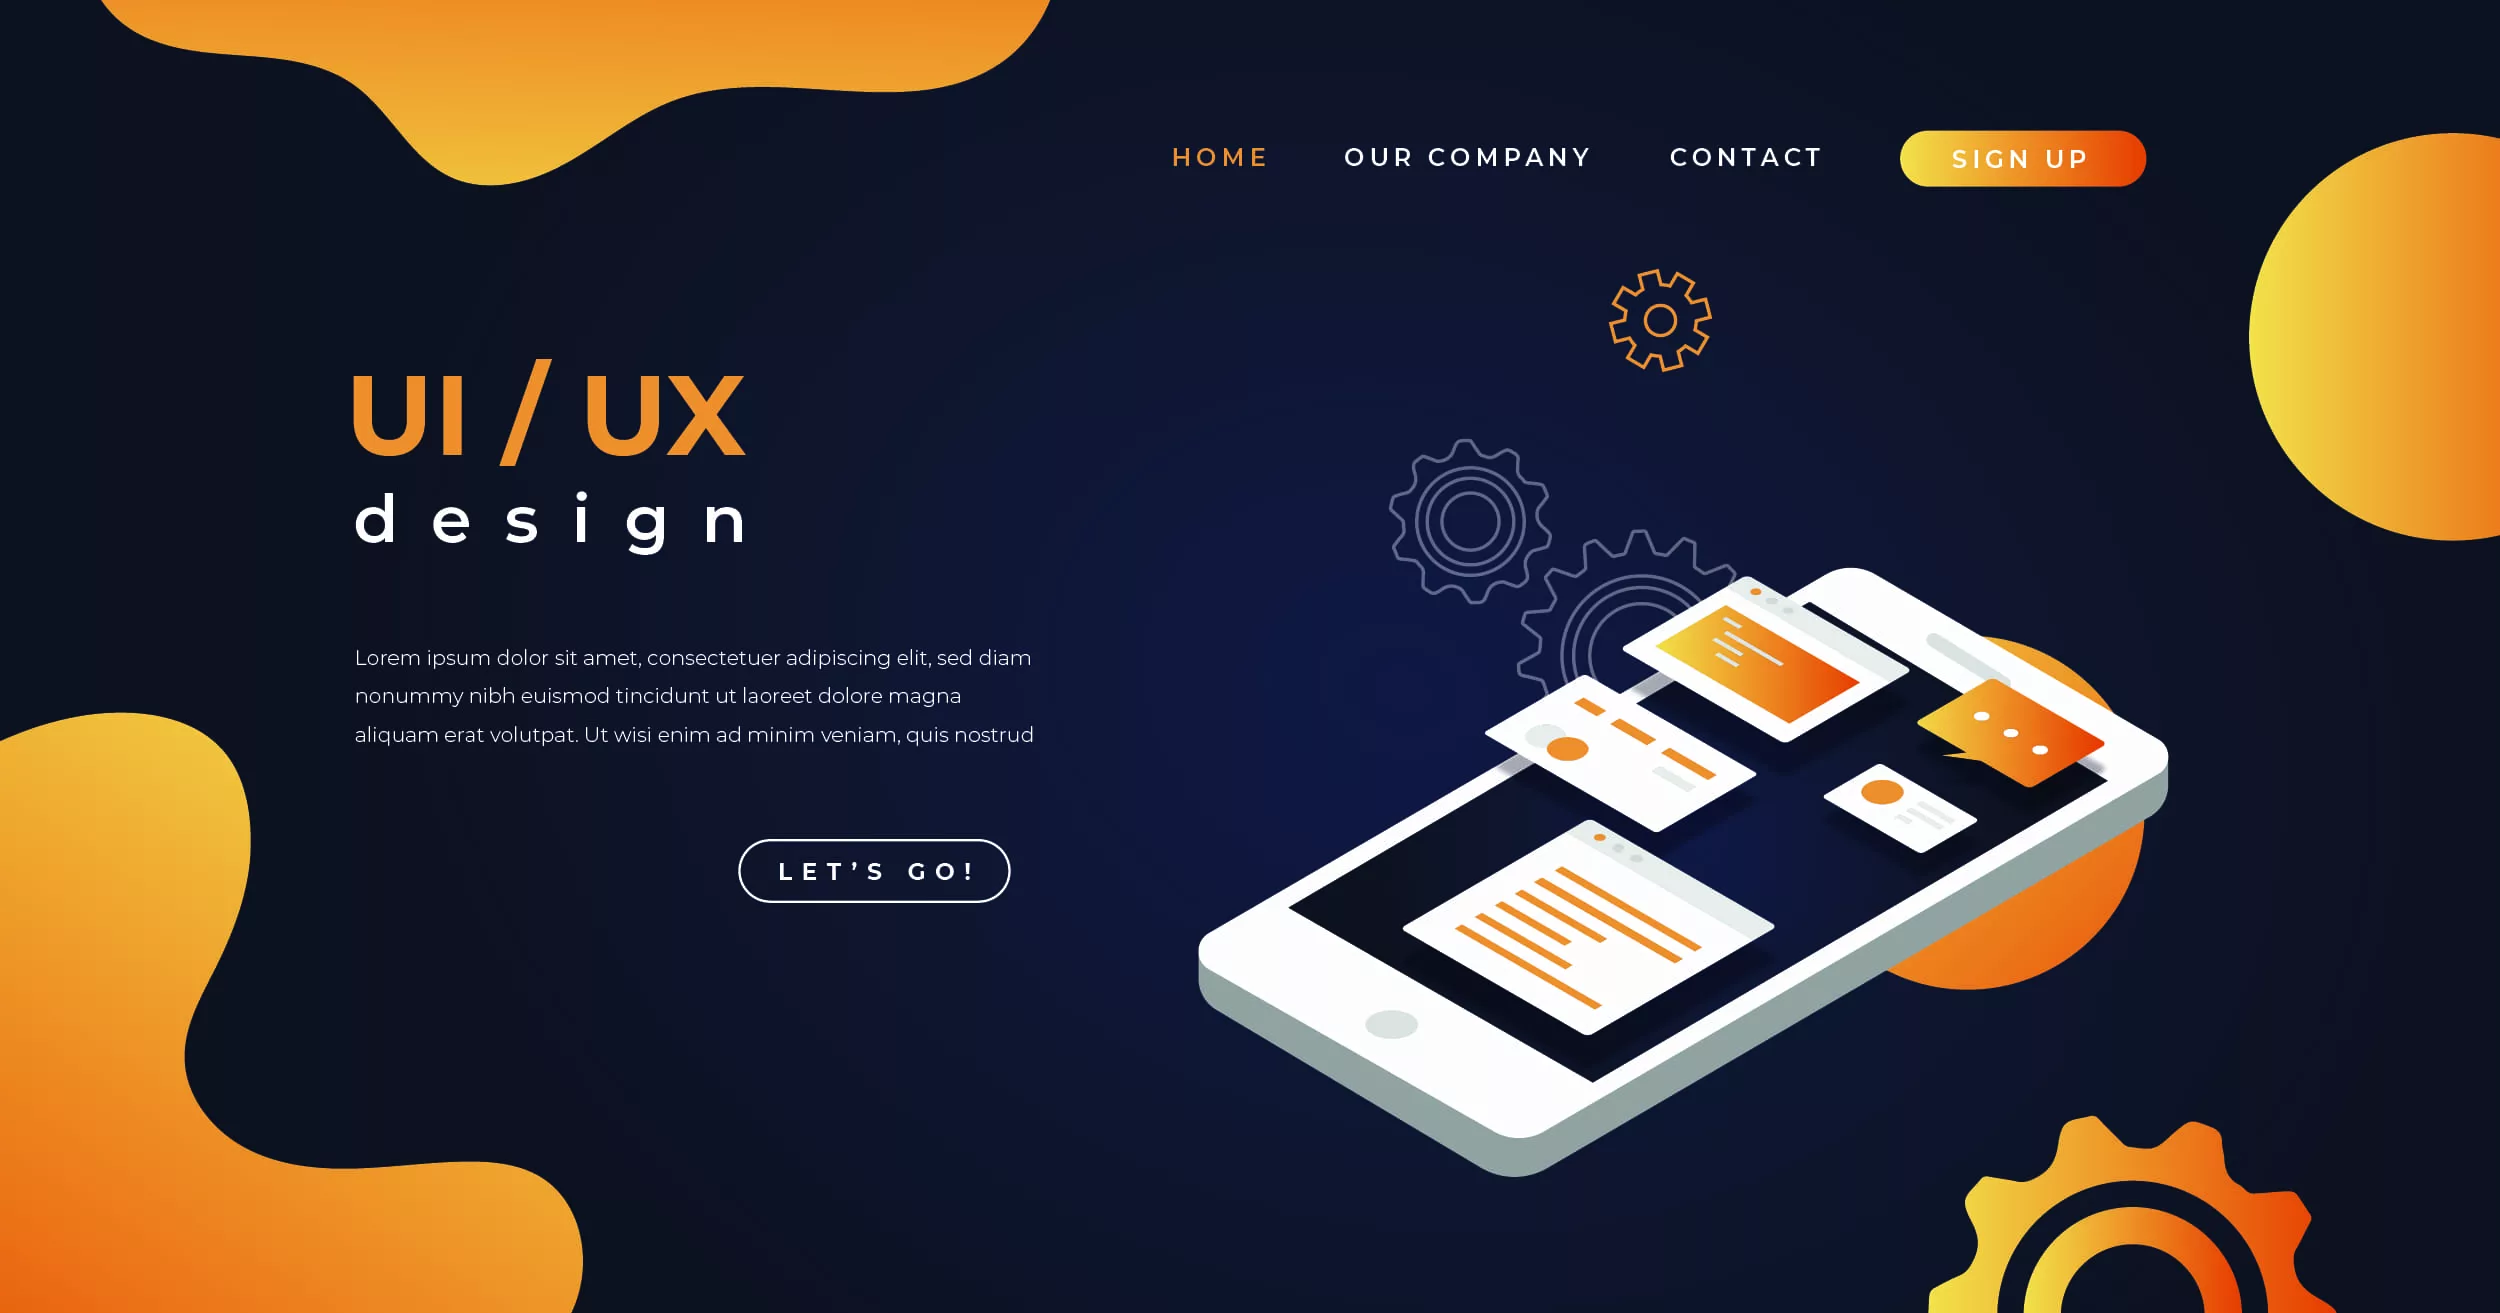 HOME OUR COMPANY CONTACT SIGN UP
UI / UX
design
Lorem ipsum dolor sit amet, consectetuer adipiscing elit, sed diam
nonummy nibh euismod tincidunt ut laoreet dolore magna
aliquam erat volutpat. Ut wisi enim ad minim veniam, quis nostrud
LET’S GO!